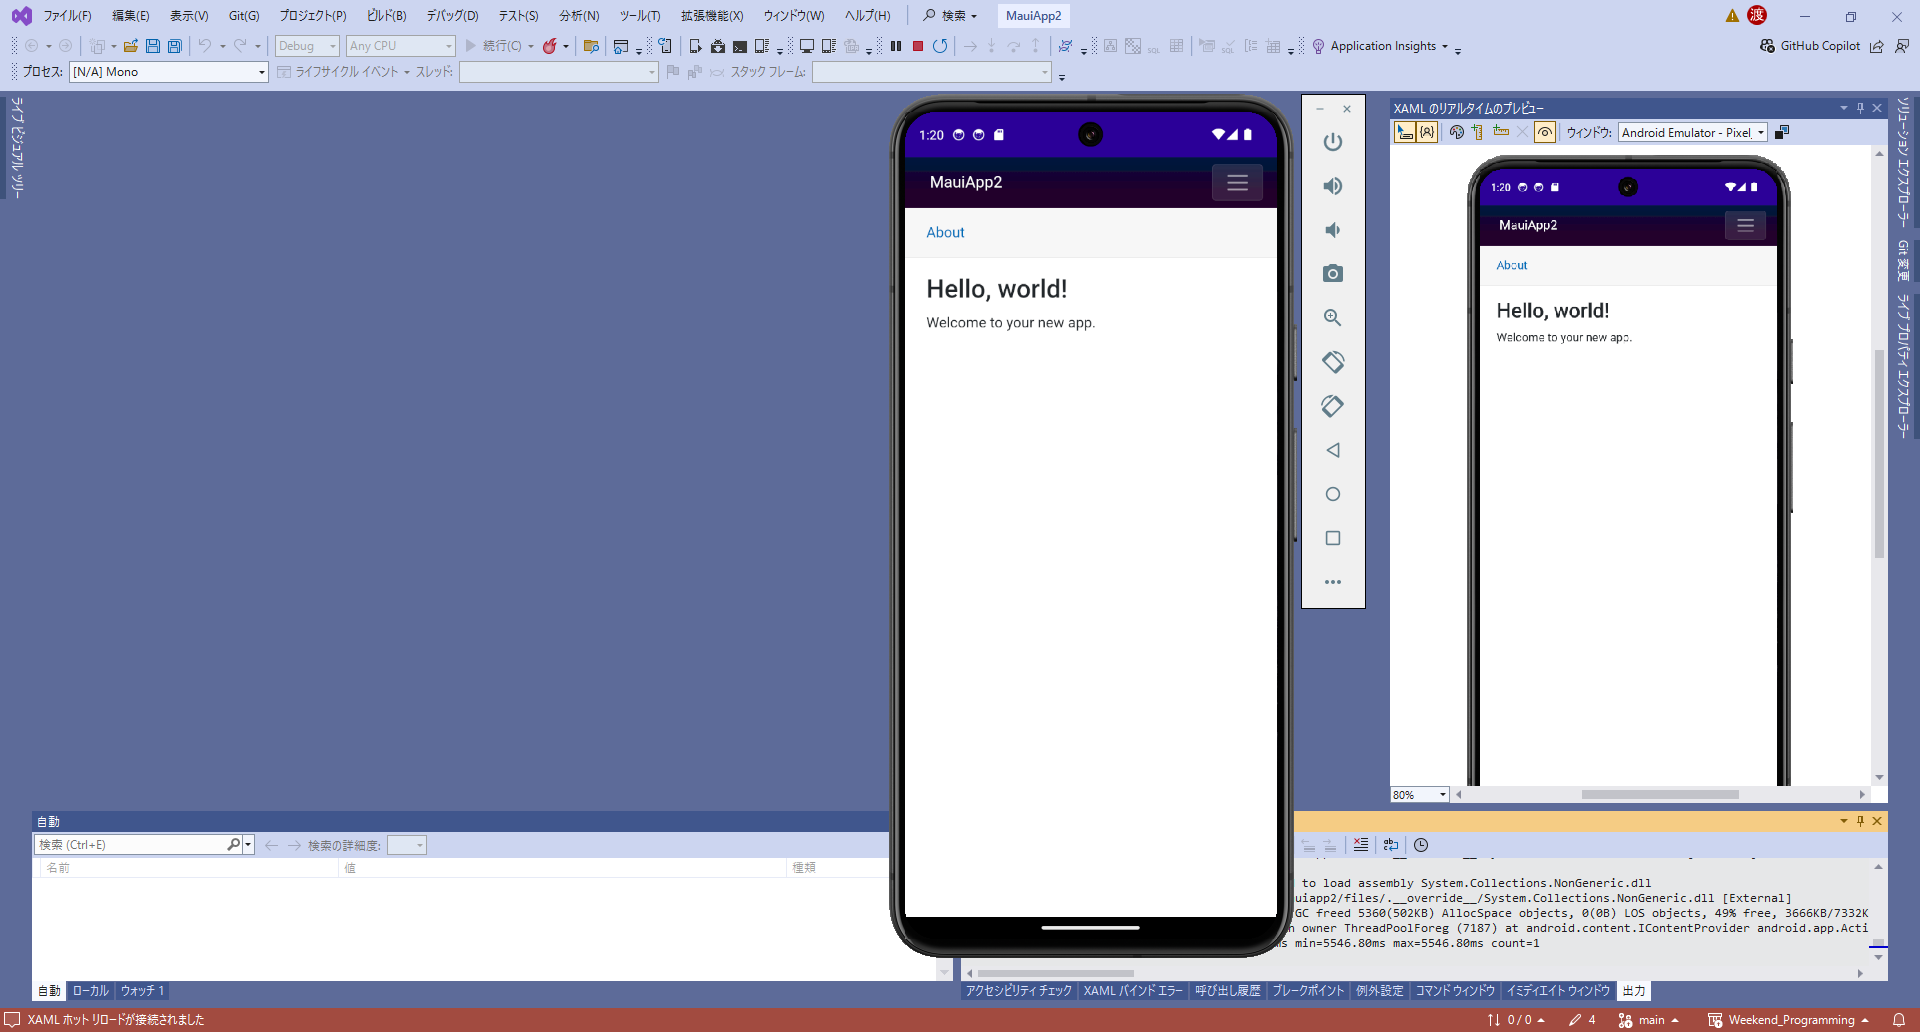 ファイル(F) 編集(E) 表示(V) Git(G) プロジェクト(P) ビルド(B) デバッグ(D) テスト(S) 分析(N) ツール(T) 拡張機能(X) ウィンドウ(W) ヘルプ(H) 検索 MauiApp2 渡
Debug Any CPU 続行(C) Application Insights GitHub Copilot
プロセス: [N/A] Mono ライフサイクル イベント スレッド: スタック フレーム:
ライブ ビジュアル ツリー
1:20
MauiApp2
About
Hello, world!
Welcome to your new app.
XAML のリアルタイムのプレビュー
ウィンドウ: Android Emulator - Pixel
1:20
MauiApp2
About
Hello, world!
Welcome to your new app.
80%
ソリューション エクスプローラー
Git 変更
ライブ プロパティ エクスプローラー
自動
検索 (Ctrl+E) 検索の詳細度:
名前 値 種類
自動 ローカル ウォッチ 1
to load assembly System.Collections.NonGeneric.dll
uiapp2/files/.__override__/System.Collections.NonGeneric.dll [External]
GC freed 5360(502KB) AllocSpace objects, 0(0B) LOS objects, 49% free, 3666KB/7332K
n owner ThreadPoolForeg (7187) at android.content.IContentProvider android.app.Acti
s min=5546.80ms max=5546.80ms count=1
アクセシビリティ チェック XAML バインド エラー 呼び出し履歴 ブレークポイント 例外設定 コマンド ウィンドウ イミディエイト ウィンドウ 出力
XAML ホット リロードが接続されました 0 / 0 4 main Weekend_Programming